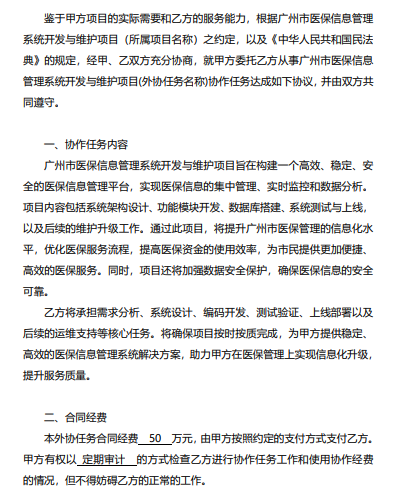 鉴于甲方项目的实际需要和乙方的服务能力，根据广州市医保信息管理
系统开发与维护项目（所属项目名称）之约定，以及《中华人民共和国民法
典》的规定，经甲、乙双方充分协商，就甲方委托乙方从事广州市医保信息
管理系统开发与维护项目(外协任务名称)协作任务达成如下协议，并由双方共
同遵守。
一、协作任务内容
广州市医保信息管理系统开发与维护项目旨在构建一个高效、稳定、安
全的医保信息管理平台，实现医保信息的集中管理、实时监控和数据分析。
项目内容包括系统架构设计、功能模块开发、数据库搭建、系统测试与上线，
以及后续的维护升级工作。通过此项目，将提升广州市医保管理的信息化水
平，优化医保服务流程，提高医保资金的使用效率，为市民提供更加便捷、
高效的医保服务。同时，项目还将加强数据安全保护，确保医保信息的安全
可靠。
乙方将承担需求分析、系统设计、编码开发、测试验证、上线部署以及
后续的运维支持等核心任务。将确保项目按时按质完成，为甲方提供稳定、
高效的医保信息管理系统解决方案，助力甲方在医保管理上实现信息化升级，
提升服务质量。
二、合同经费
本外协任务合同经费 50 万元，由甲方按照约定的支付方式支付乙方。
甲方有权以 定期审计 的方式检查乙方进行协作任务工作和使用协作经费
的情况，但不得妨碍乙方的正常的工作。